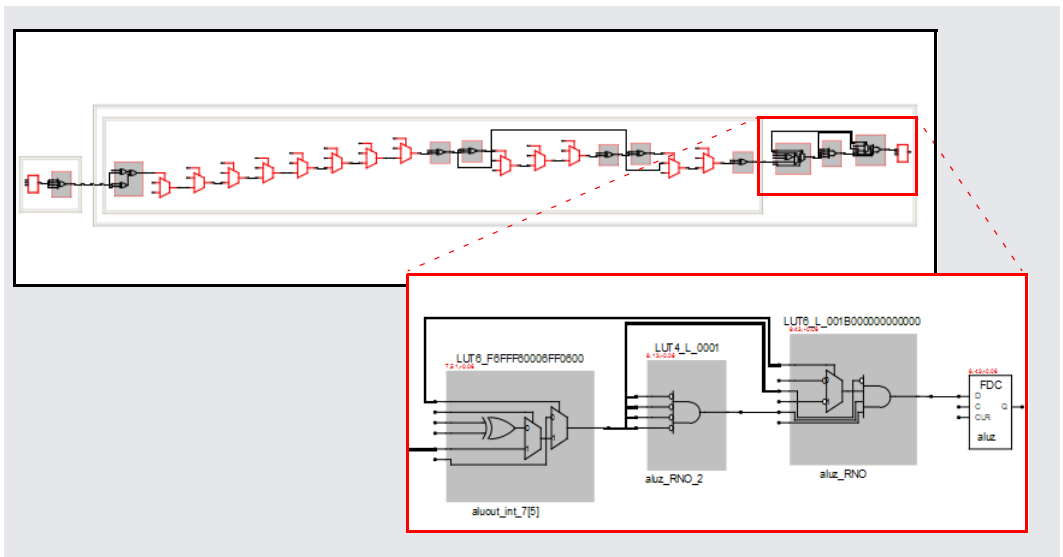 LUT6_L_001B000000000000
LUT4_L_0001
LUT6_F6FFF60006FF0600
FDC
D
Q
C
CLR
aluz
aluz_RNO_2
aluz_RNO
aluout_int_7[5]